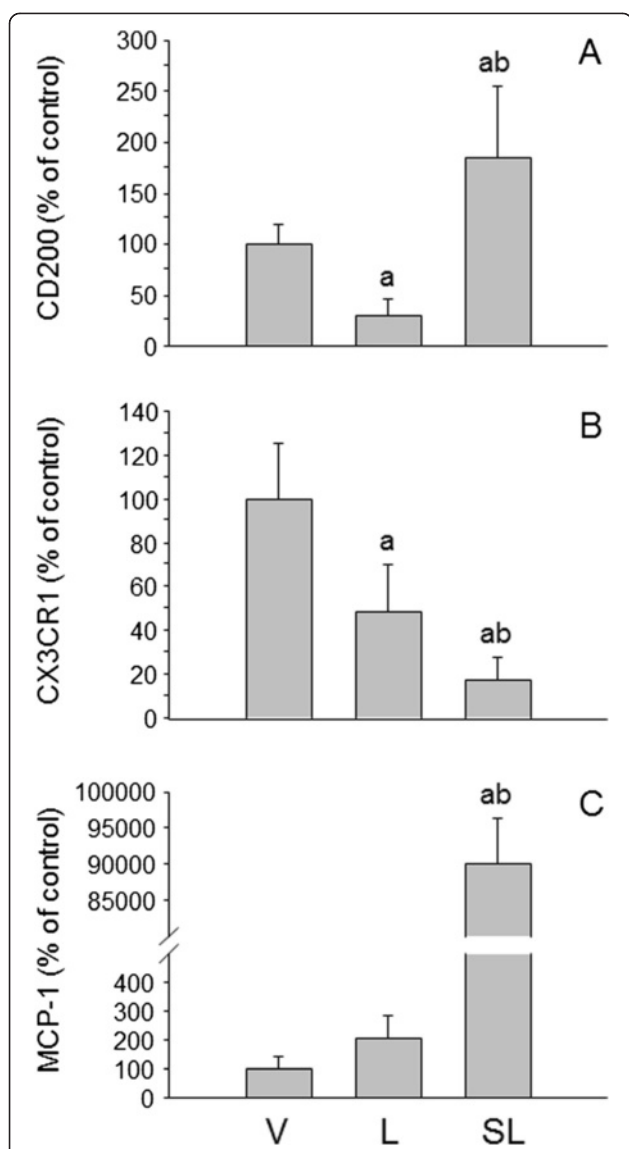 A
CD200 (% of control)
300
250
200
150
100
50
0
a
ab
B
CX3CR1 (% of control)
140
120
100
80
60
40
20
0
a
ab
C
MCP-1 (% of control)
100000
95000
90000
85000
400
300
200
100
0
ab
V L SL